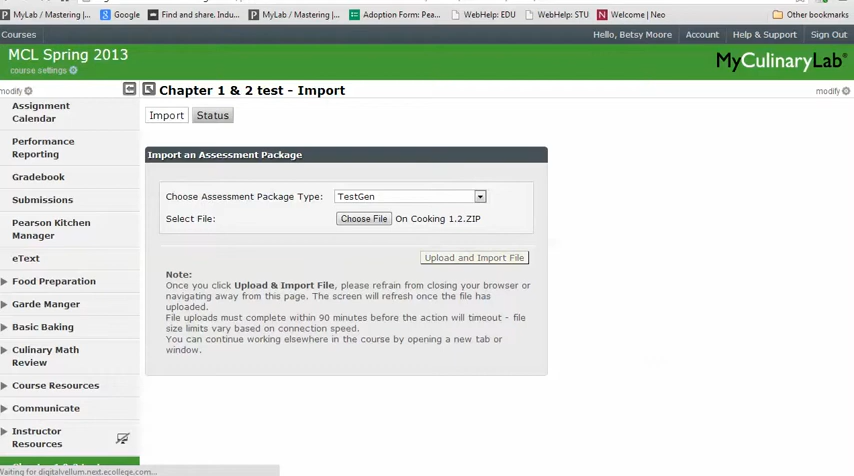 MyLab / Mastering | ... Google Find and share. Indu... MyLab / Mastering | ... Adoption Form: Pea... WebHelp: EDU WebHelp: STU Welcome | Neo Other bookmarks
Courses Hello, Betsy Moore Account Help & Support Sign Out
MCL Spring 2013
course settings
MyCulinaryLab®
modify Chapter 1 & 2 test - Import modify
Assignment
Calendar
Performance
Reporting
Gradebook
Submissions
Pearson Kitchen
Manager
eText
Food Preparation
Garde Manger
Basic Baking
Culinary Math
Review
Course Resources
Communicate
Instructor
Resources
Import Status
Import an Assessment Package
Choose Assessment Package Type: TestGen
Select File: Choose File On Cooking 1.2.ZIP
Upload and Import File
Note:
Once you click Upload & Import File, please refrain from closing your browser or
navigating away from this page. The screen will refresh once the file has
uploaded.
File uploads must complete within 90 minutes before the action will timeout - file
size limits vary based on connection speed.
You can continue working elsewhere in the course by opening a new tab or
window.
Waiting for digitalvellum.next.ecollege.com...